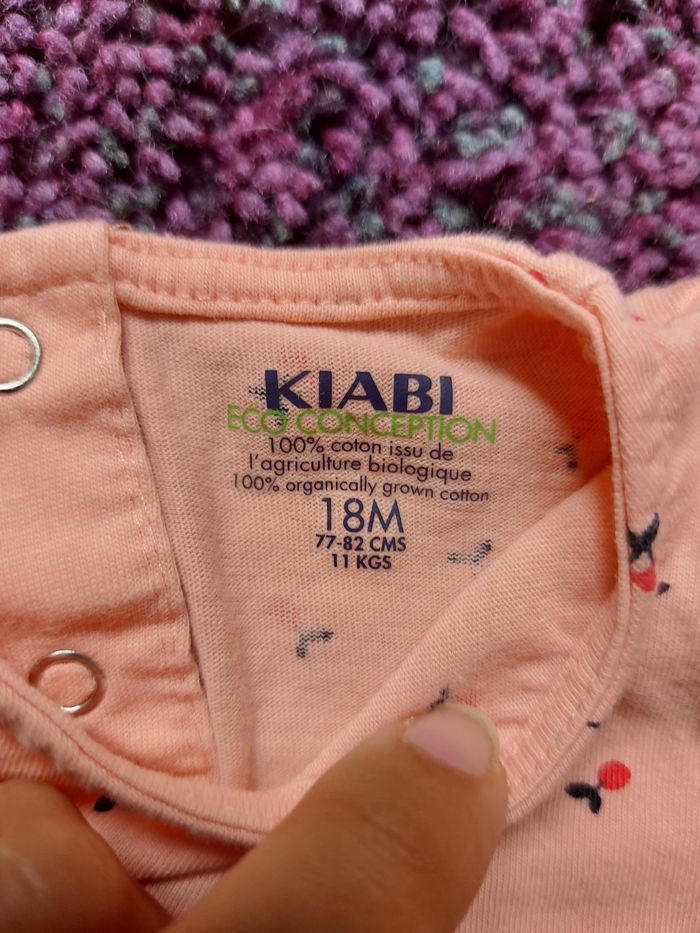 KIABI
ECO CONCEPTION
100% coton issu de
l'agriculture biologique
100% organically grown cotton
18M
77-82 CMS
11 KGS